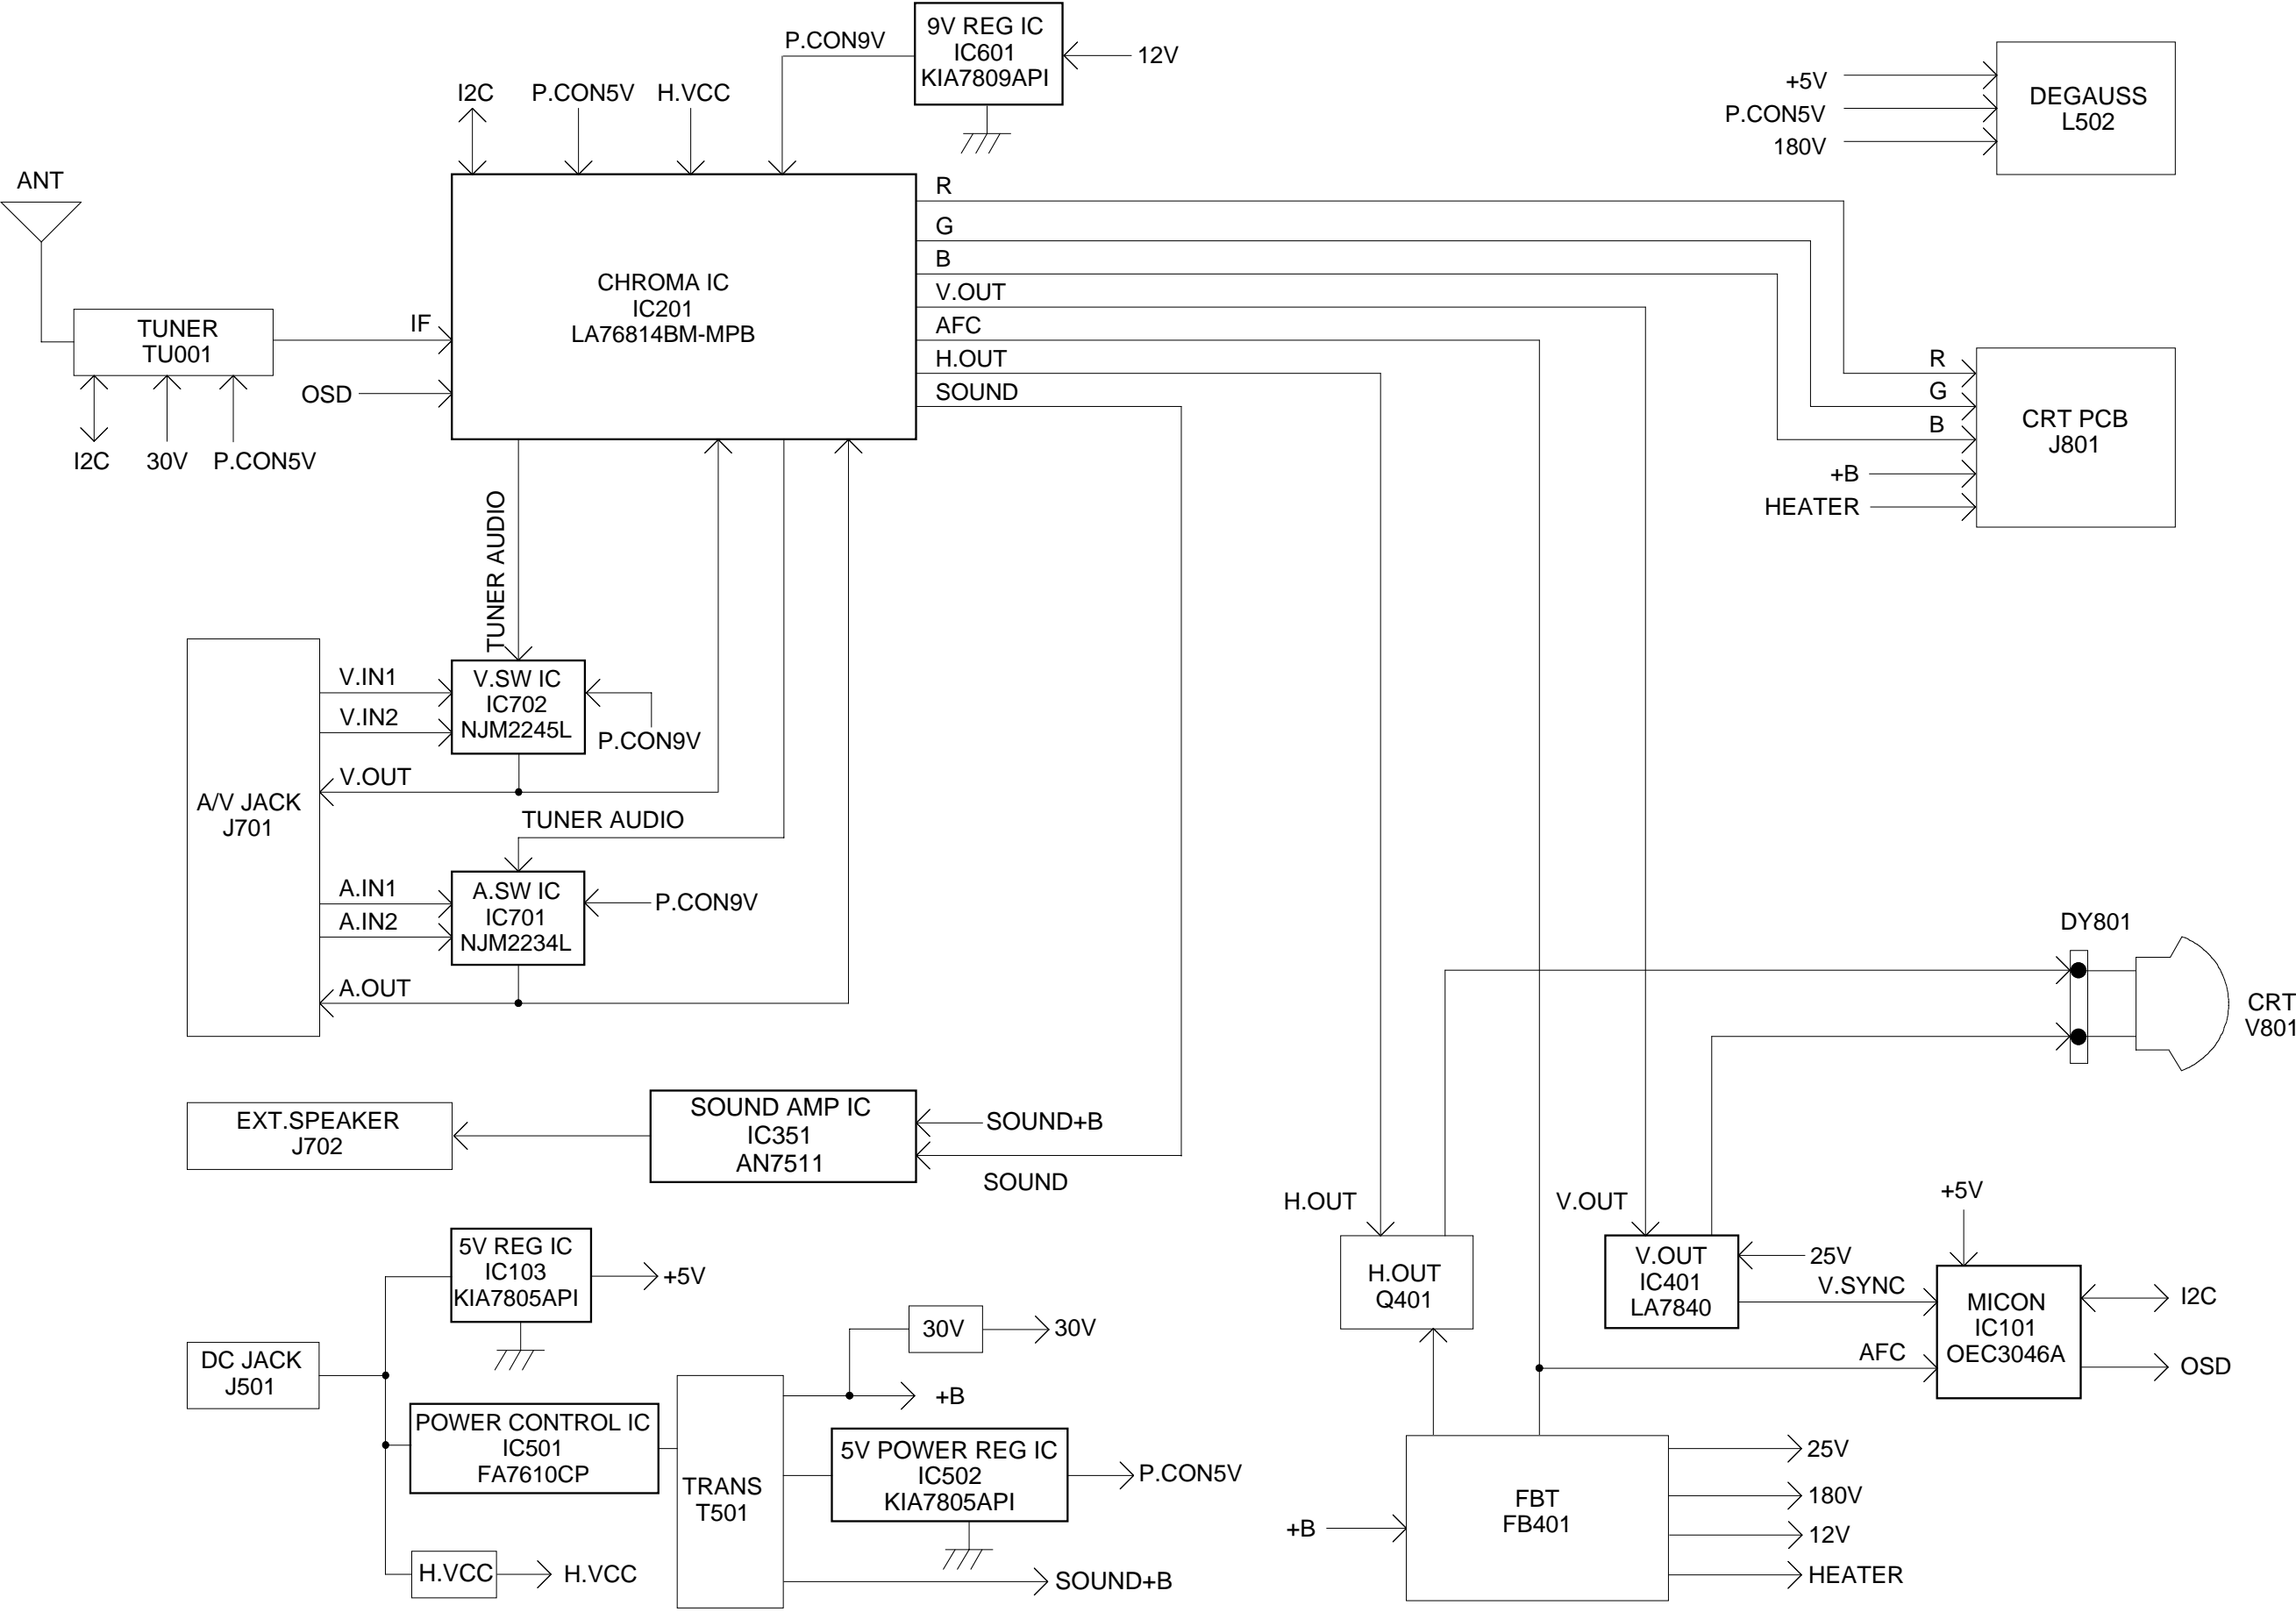 9V REG IC
IC601
KIA7809API
P.CON9V
12V
I2C
P.CON5V
H.VCC
+5V
P.CON5V
180V
DEGAUSS
L502
ANT
TUNER
TU001
IF
OSD
I2C
30V
P.CON5V
CHROMA IC
IC201
LA76814BM-MPB
R
G
B
V.OUT
AFC
H.OUT
SOUND
R
G
B
+B
HEATER
CRT PCB
J801
TUNER AUDIO
A/V JACK
J701
V.IN1
V.IN2
V.OUT
V.SW IC
IC702
NJM2245L
P.CON9V
TUNER AUDIO
A.IN1
A.IN2
A.OUT
A.SW IC
IC701
NJM2234L
P.CON9V
DY801
CRT
V801
EXT.SPEAKER
J702
SOUND AMP IC
IC351
AN7511
SOUND+B
SOUND
H.OUT
V.OUT
+5V
5V REG IC
IC103
KIA7805API
+5V
H.OUT
Q401
V.OUT
IC401
LA7840
25V
V.SYNC
AFC
MICON
IC101
OEC3046A
I2C
OSD
DC JACK
J501
30V
30V
+B
POWER CONTROL IC
IC501
FA7610CP
TRANS
T501
5V POWER REG IC
IC502
KIA7805API
P.CON5V
H.VCC
H.VCC
SOUND+B
+B
FBT
FB401
25V
180V
12V
HEATER